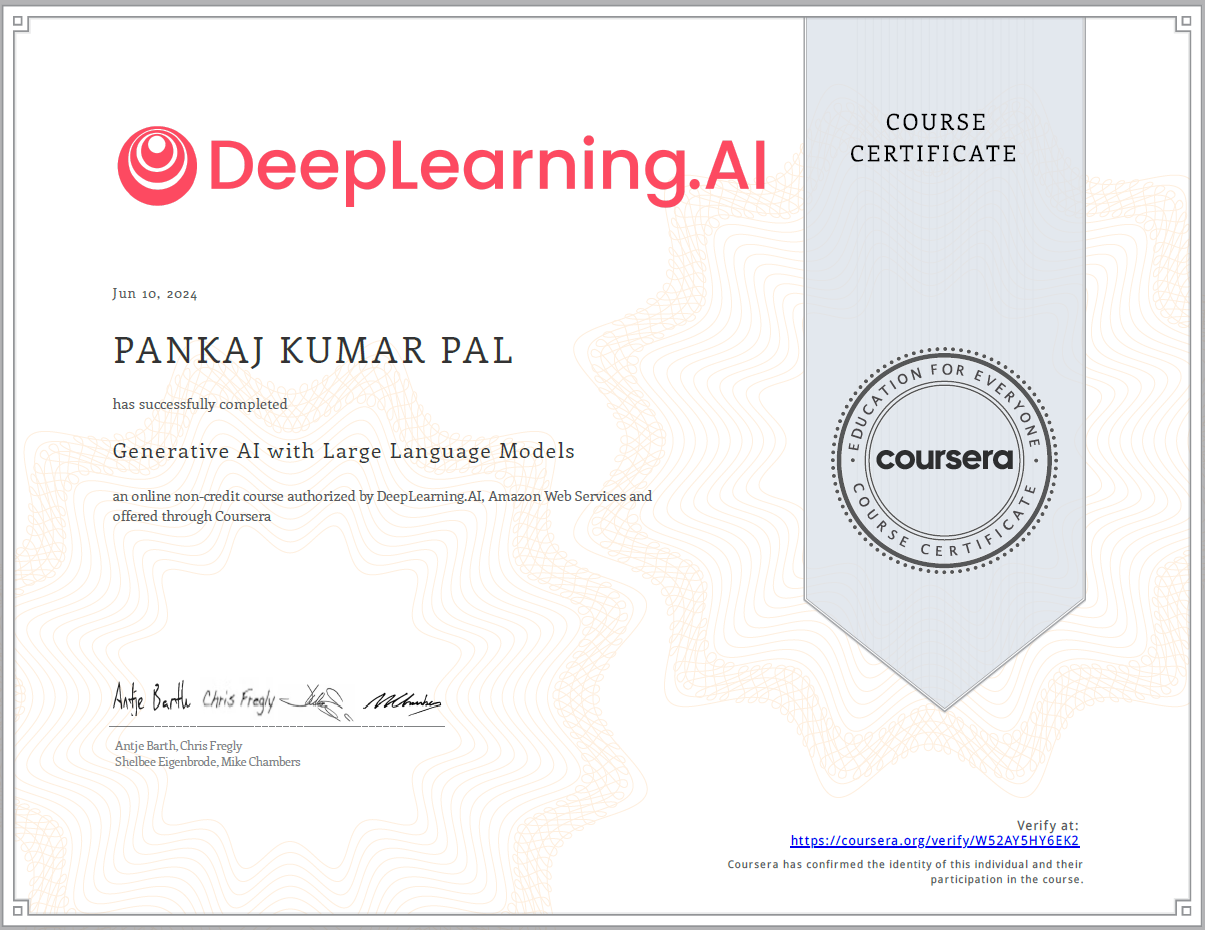 DeepLearning.AI
COURSE
CERTIFICATE
Jun 10, 2024
PANKAJ KUMAR PAL
has successfully completed
Generative AI with Large Language Models
an online non-credit course authorized by DeepLearning.AI, Amazon Web Services and
offered through Coursera
EDUCATION FOR EVERYONE
coursera
COURSE CERTIFICATE
Antje Barth Chris Fregly
Antje Barth, Chris Fregly
Shelbee Eigenbrode, Mike Chambers
Verify at:
https://coursera.org/verify/W52AY5HY6EK2
Coursera has confirmed the identity of this individual and their
participation in the course.